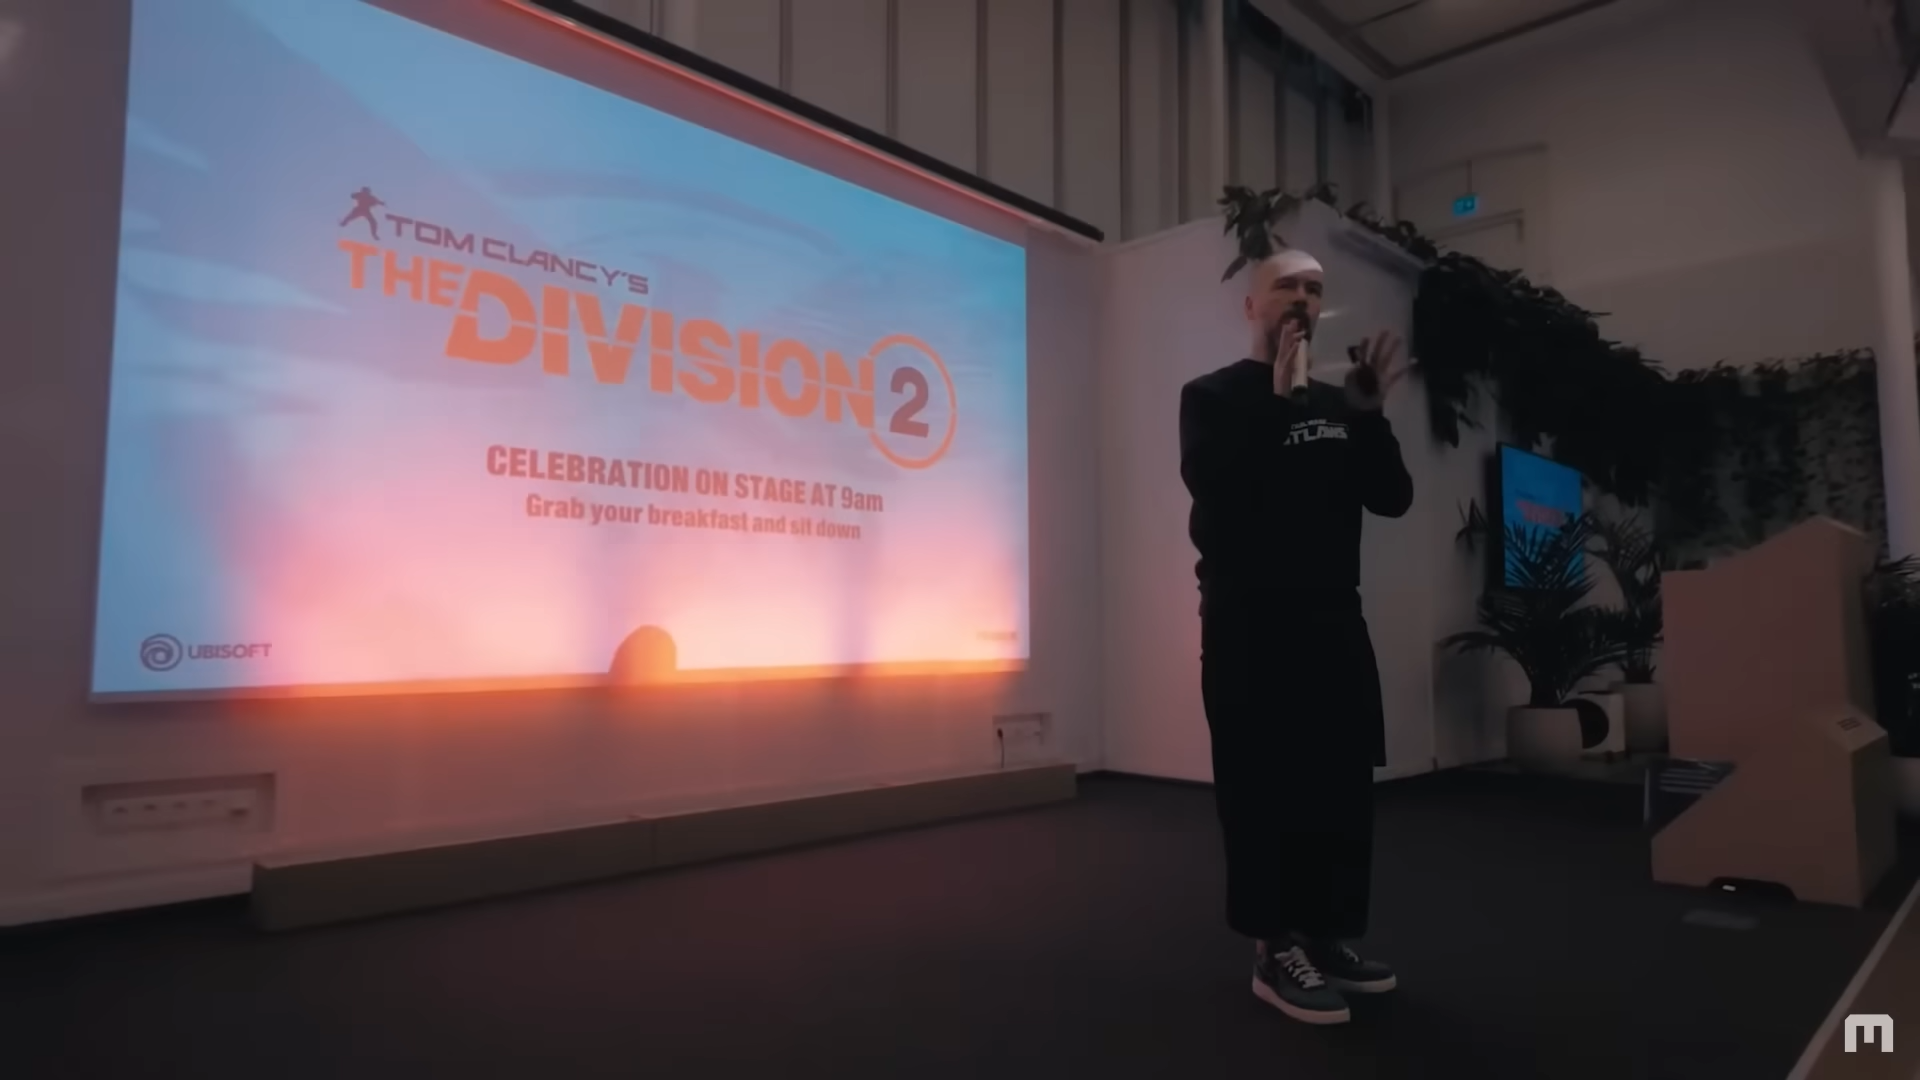 TOM CLANCY'S
THE DIVISION 2
CELEBRATION ON STAGE AT 9am
Grab your breakfast and sit down
UBISOFT